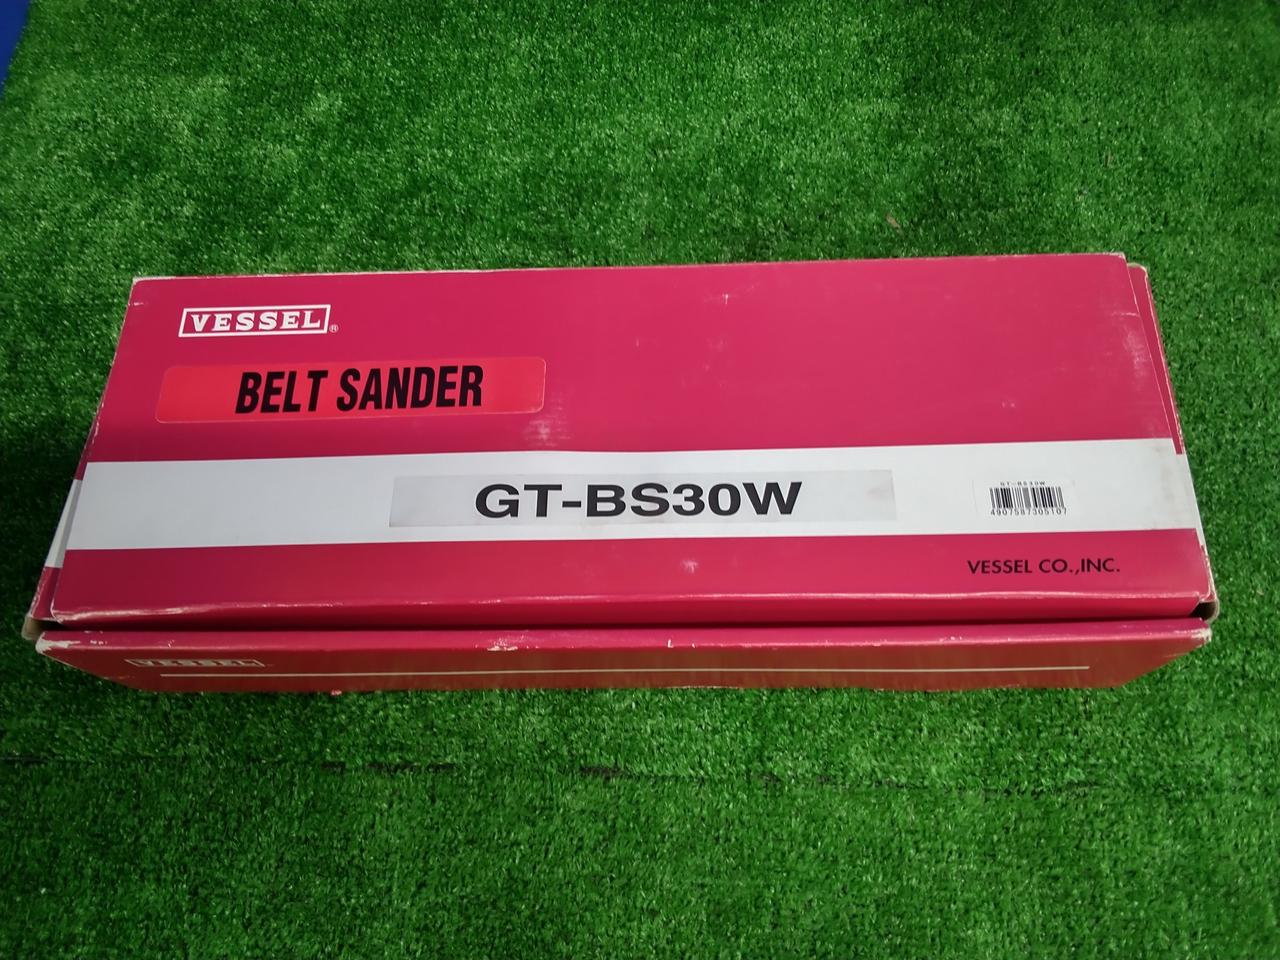 VESSEL®
BELT SANDER
GT-BS30W
GT-BS30W
4907587305107
VESSEL CO.,INC.
VESSEL